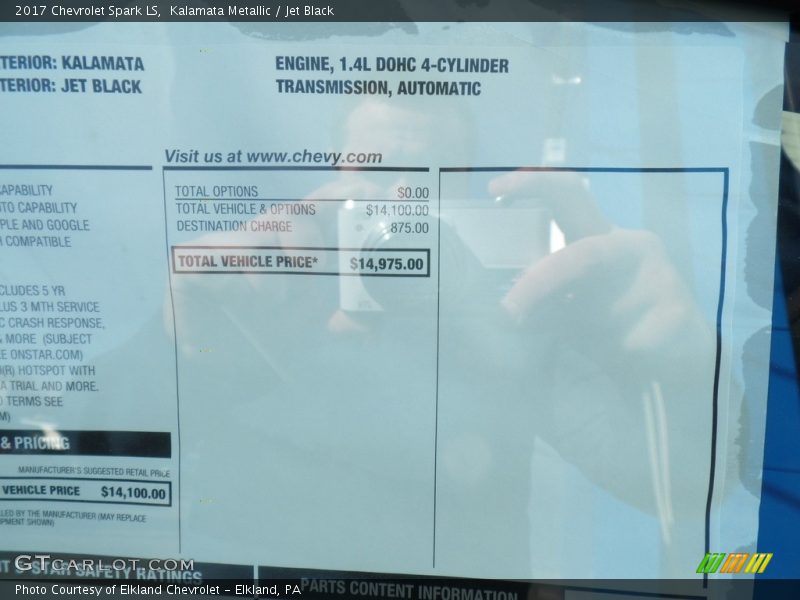 2017 Chevrolet Spark LS, Kalamata Metallic / Jet Black
TERIOR: KALAMATA
TERIOR: JET BLACK
ENGINE, 1.4L DOHC 4-CYLINDER
TRANSMISSION, AUTOMATIC
Visit us at www.chevy.com
CAPABILITY
TO CAPABILITY
PLE AND GOOGLE
COMPATIBLE
CLUDES 5 YR
LUS 3 MTH SERVICE
C CRASH RESPONSE,
& MORE (SUBJECT
EE ONSTAR.COM)
(R) HOTSPOT WITH
A TRIAL AND MORE.
TERMS SEE
M)
& PRICING
MANUFACTURER'S SUGGESTED RETAIL PRICE
VEHICLE PRICE $14,100.00
LED BY THE MANUFACTURER (MAY REPLACE
PMENT SHOWN)
TOTAL OPTIONS $0.00
TOTAL VEHICLE & OPTIONS $14,100.00
DESTINATION CHARGE 875.00
TOTAL VEHICLE PRICE* $14,975.00
GTCARLOT.COM
T 5-STAR SAFETY RATINGS
PARTS CONTENT INFORMATION
Photo Courtesy of Elkland Chevrolet – Elkland, PA